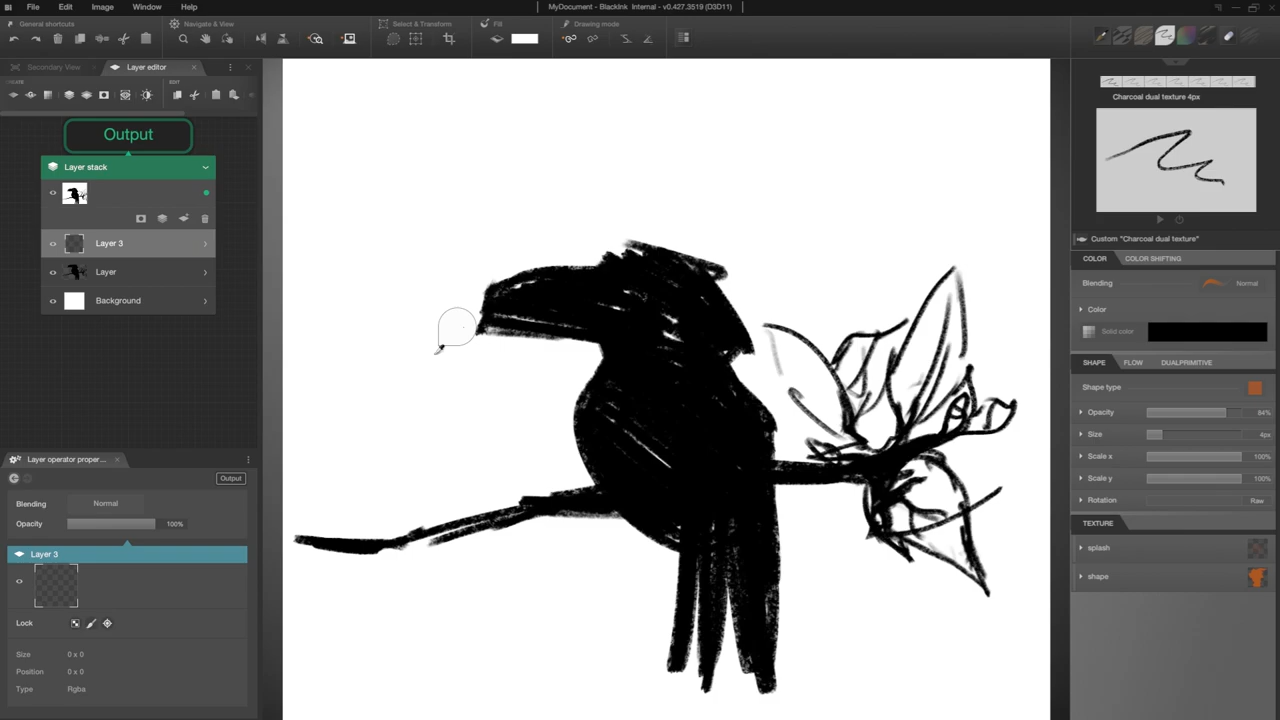 BI File Edit Image Window Help MyDocument - BlackInk Internal - v0.427.3519 (D3D11)
General shortcuts Navigate & View Select & Transform Fill Drawing mode
Secondary View Layer editor
EDIT
Output
Layer stack
Layer 3
Layer
Background
Layer operator proper...
Output
Blending Normal
Opacity 100%
Layer 3
Lock
Size 0 x 0
Position 0 x 0
Type Rgba
Charcoal dual texture 4px
Custom "Charcoal dual texture"
COLOR COLOR SHIFTING
Blending Normal
Color
Solid color
SHAPE FLOW DUALPRIMITIVE
Shape type
Opacity 84%
Size 4px
Scale x 100%
Scale y 100%
Rotation Raw
TEXTURE
splash
shape